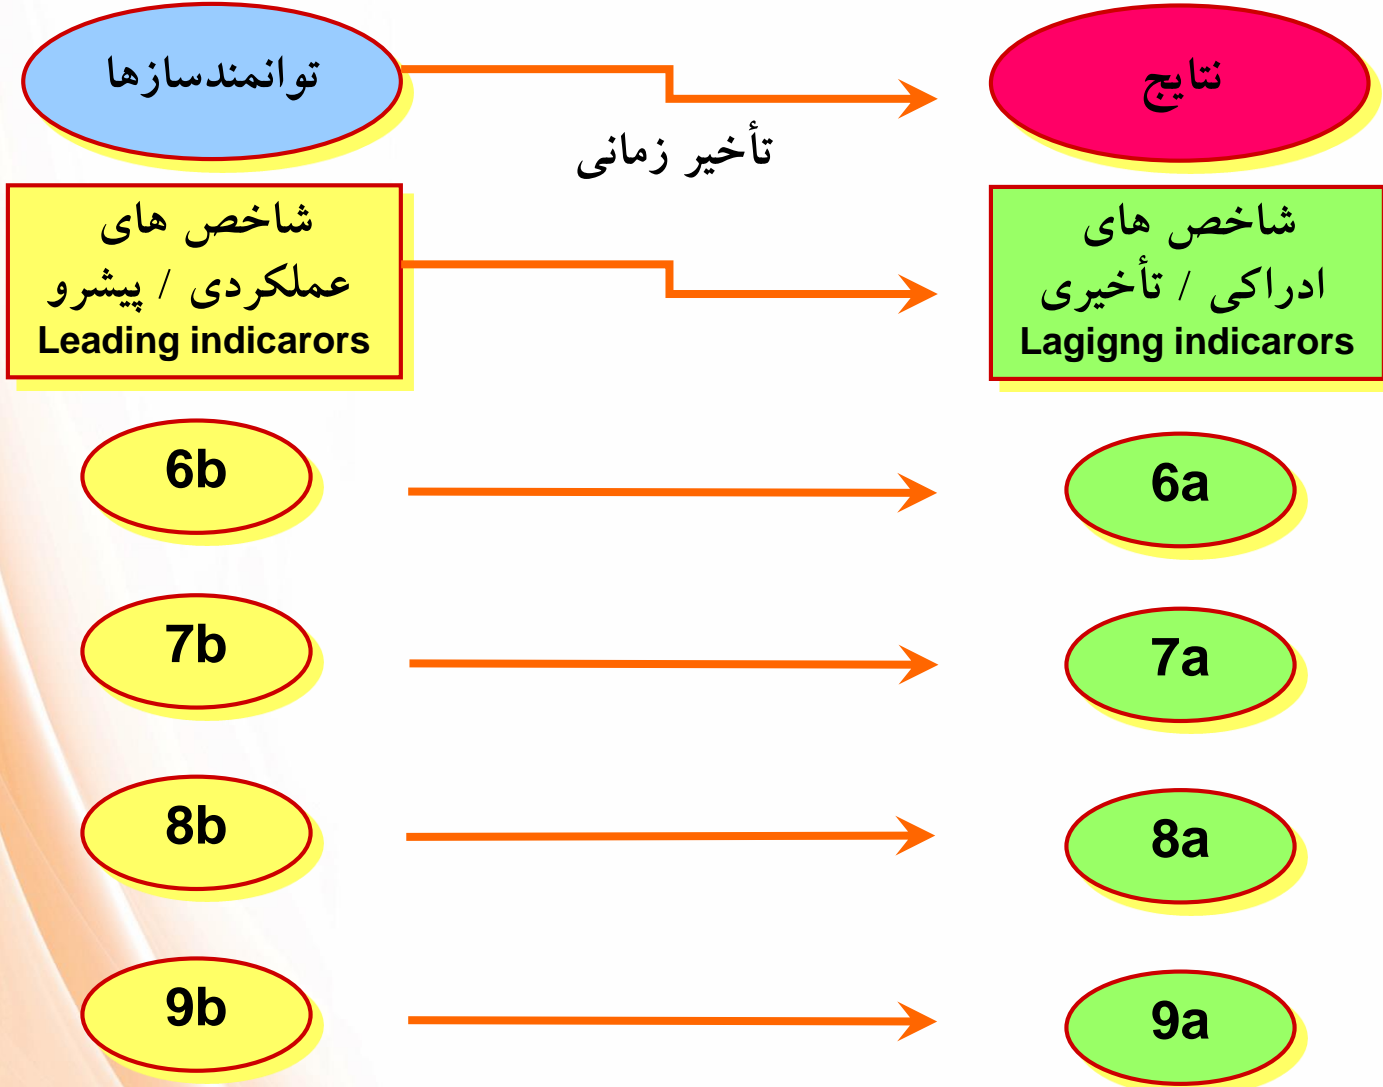 توانمندسازها
نتایج
تأخیر زمانی
شاخص های
عملکردی / پیشرو
Leading indicarors
شاخص های
ادراکی / تأخیری
Lagigng indicarors
6b
6a
7b
7a
8b
8a
9b
9a